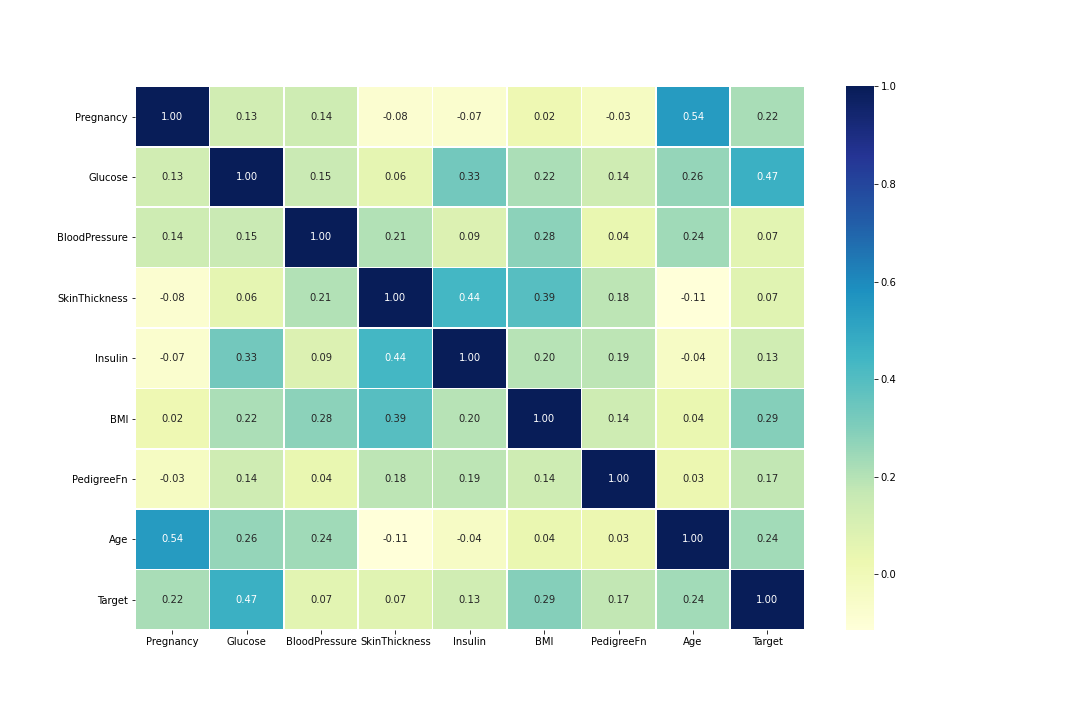 1.0
Pregnancy 1.00 0.13 0.14 -0.08 -0.07 0.02 -0.03 0.54 0.22
0.8
Glucose 0.13 1.00 0.15 0.06 0.33 0.22 0.14 0.26 0.47
BloodPressure 0.14 0.15 1.00 0.21 0.09 0.28 0.04 0.24 0.07
0.6
SkinThickness -0.08 0.06 0.21 1.00 0.44 0.39 0.18 -0.11 0.07
Insulin -0.07 0.33 0.09 0.44 1.00 0.20 0.19 -0.04 0.13
0.4
BMI 0.02 0.22 0.28 0.39 0.20 1.00 0.14 0.04 0.29
0.2
PedigreeFn -0.03 0.14 0.04 0.18 0.19 0.14 1.00 0.03 0.17
Age 0.54 0.26 0.24 -0.11 -0.04 0.04 0.03 1.00 0.24
0.0
Target 0.22 0.47 0.07 0.07 0.13 0.29 0.17 0.24 1.00
Pregnancy Glucose BloodPressure SkinThickness Insulin BMI PedigreeFn Age Target